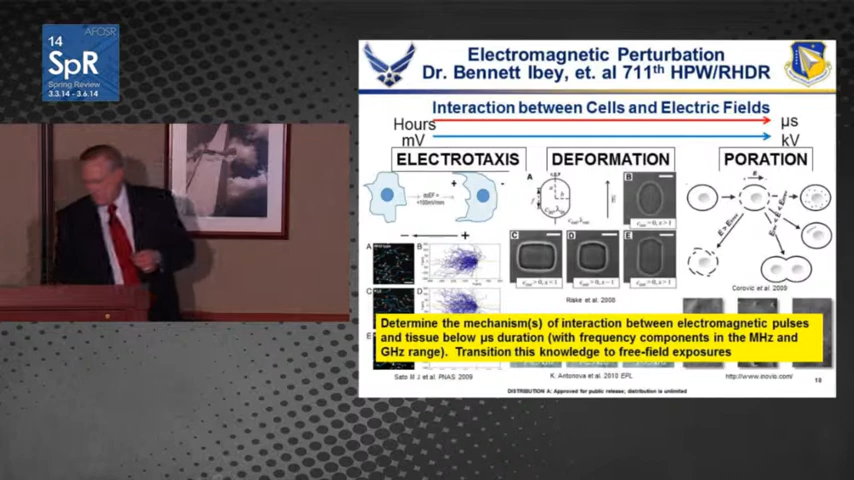 AFOSR
14
SpR
Spring Review
3.3.14 - 3.6.14
Electromagnetic Perturbation
Dr. Bennett Ibey, et. al 711th HPW/RHDR
Interaction between Cells and Electric Fields
Hours
µs
mV
kV
ELECTROTAXIS
DEFORMATION
PORATION
A
B
C
D
E
A
B
C
D
E
Corovic et al. 2009
Riske et al. 2006
Determine the mechanism(s) of interaction between electromagnetic pulses
and tissue below µs duration (with frequency components in the MHz and
GHz range). Transition this knowledge to free-field exposures
Sato M J et al. PNAS. 2009
K. Antonova et al. 2010 EPL
http://www.inovio.com/
18
DISTRIBUTION A: Approved for public release; distribution is unlimited